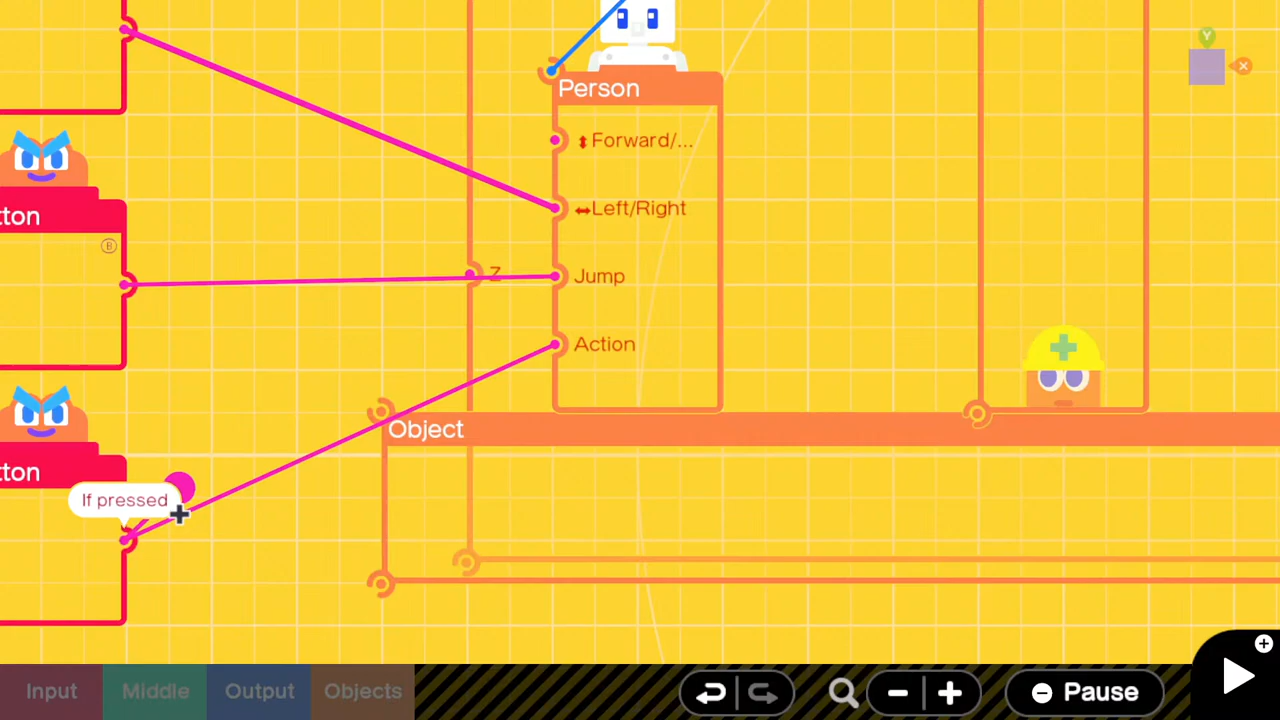 Y
X
Person
Forward/...
tton
Left/Right
B
Z
Jump
Action
Object
tton
If pressed
Input
Middle
Output
Objects
Pause